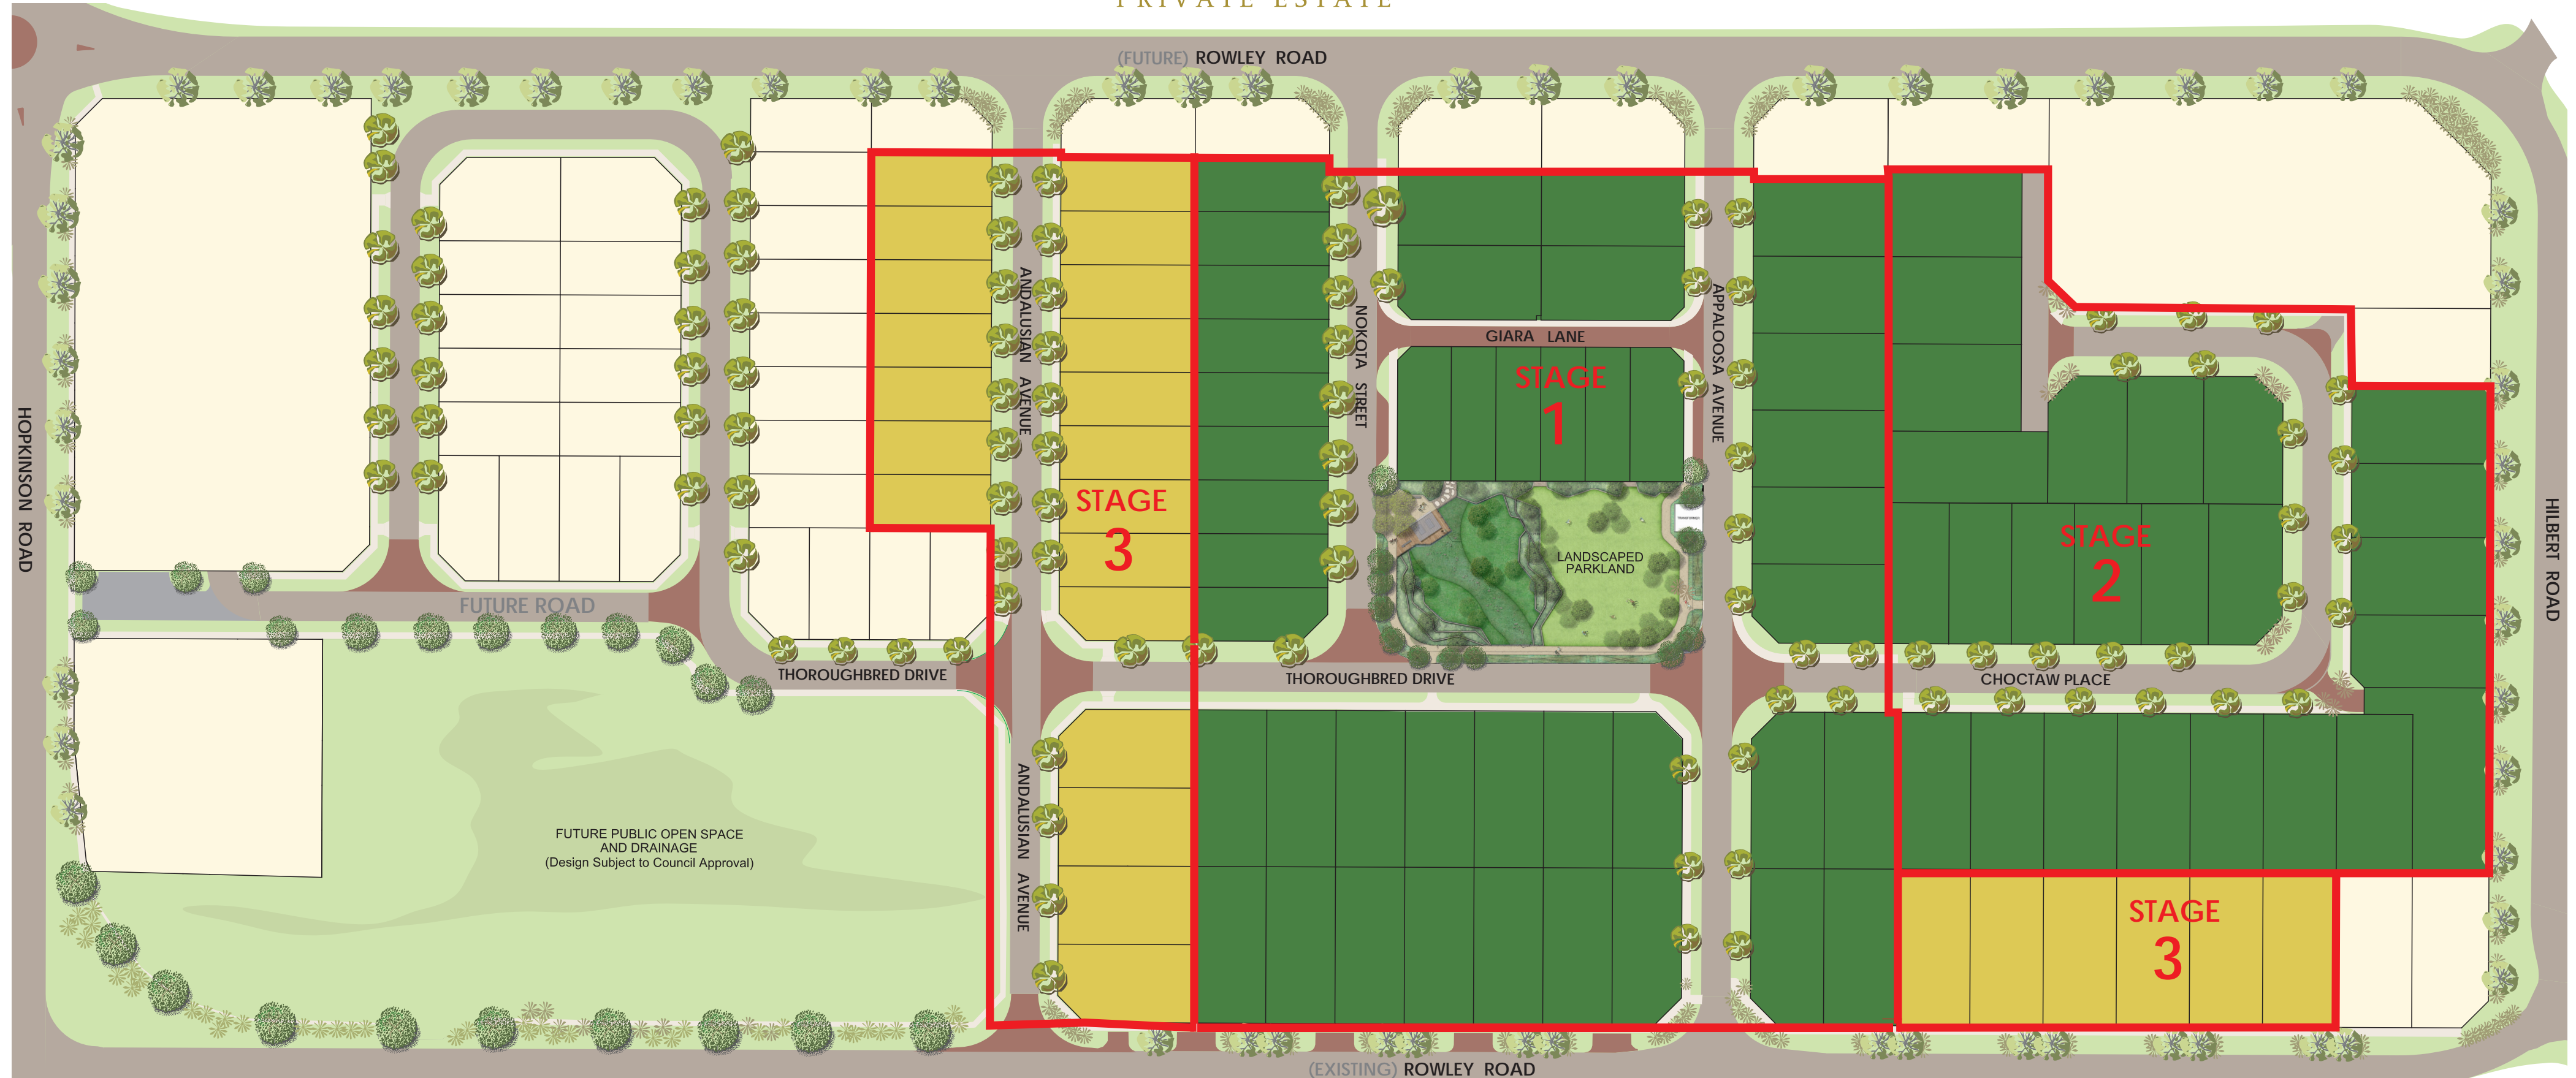 PRIVATE ESTATE
(FUTURE) ROWLEY ROAD
HOPKINSON ROAD
ANDALUSIAN AVENUE
NOKOTA STREET
GIARA LANE
APPALOOSA AVENUE
STAGE
1
STAGE
3
LANDSCAPED
PARKLAND
STAGE
2
HILBERT ROAD
FUTURE ROAD
THOROUGHBRED DRIVE
THOROUGHBRED DRIVE
CHOCTAW PLACE
FUTURE PUBLIC OPEN SPACE
AND DRAINAGE
(Design Subject to Council Approval)
ANDALUSIAN AVENUE
STAGE
3
(EXISTING) ROWLEY ROAD